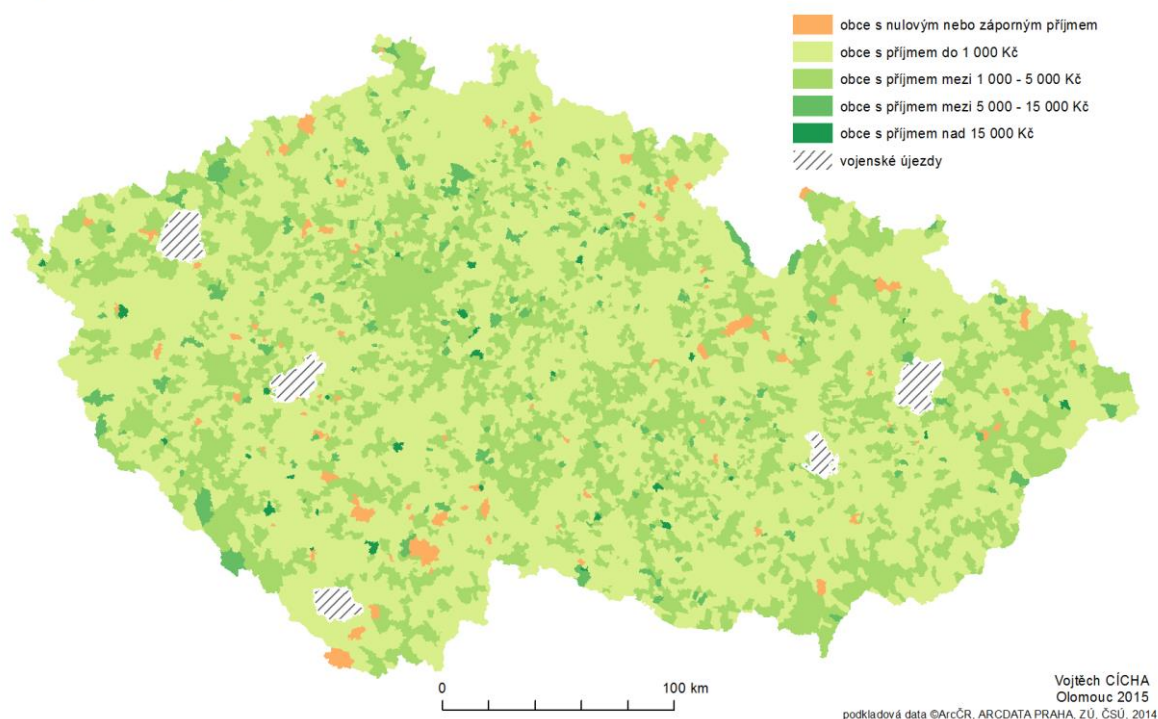 obce s nulovým nebo záporným příjmem
obce s příjmem do 1 000 Kč
obce s příjmem mezi 1 000 - 5 000 Kč
obce s příjmem mezi 5 000 - 15 000 Kč
obce s příjmem nad 15 000 Kč
vojenské újezdy
0 100 km
Vojtěch CÍCHA
Olomouc 2015
podkladová data ©ArcČR, ARCDATA PRAHA, ZÚ, ČSÚ, 2014